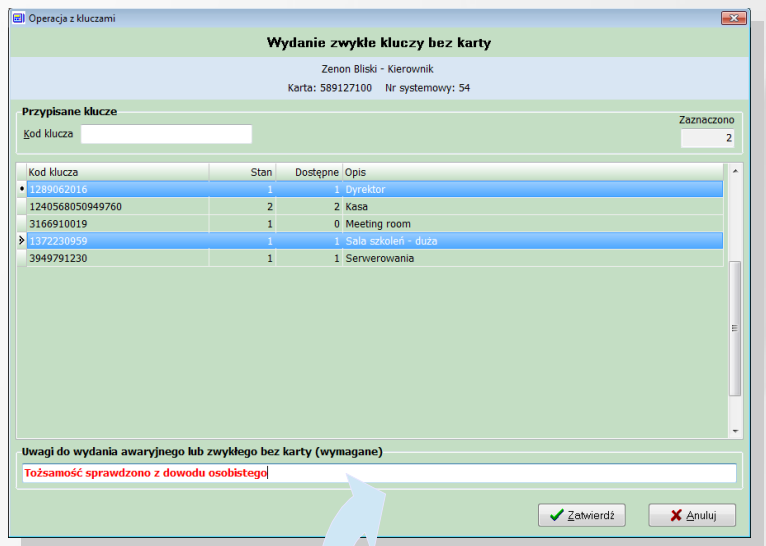 Operacja z kluczami
Wydanie zwykłe kluczy bez karty
Zenon Bliski - Kierownik
Karta: 589127100 Nr systemowy: 54
Przypisane klucze
Kod klucza
Zaznaczono
2
Kod klucza Stan Dostępne Opis
1289062016 1 1 Dyrektor
1240568050949760 2 2 Kasa
3166910019 1 0 Meeting room
1372230959 1 1 Sala szkoleń - duża
3949791230 1 1 Serwerowania
Uwagi do wydania awaryjnego lub zwykłego bez karty (wymagane)
Tożsamość sprawdzono z dowodu osobistego
Zatwierdź Anuluj